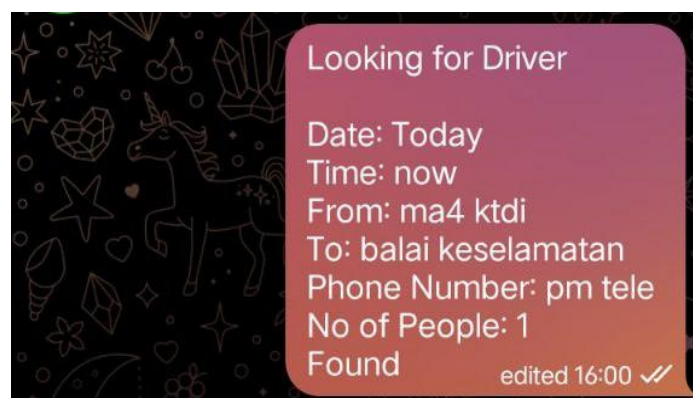 Looking for Driver
Date: Today
Time: now
From: ma4 ktdi
To: balai keselamatan
Phone Number: pm tele
No of People: 1
Found
edited 16:00